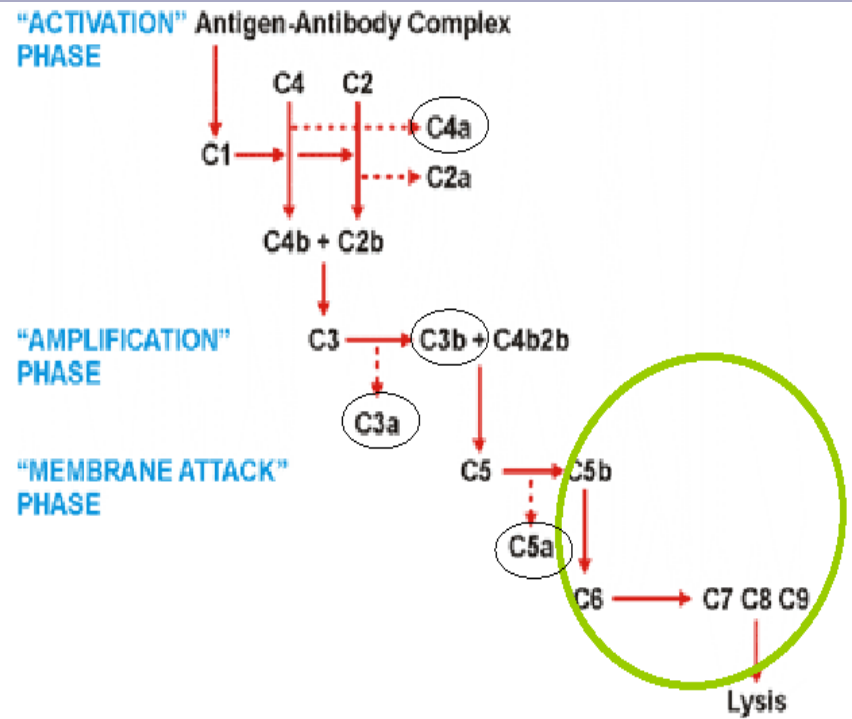 “ACTIVATION” Antigen-Antibody Complex
PHASE
C4 C2
C4a
C1
C2a
C4b + C2b
“AMPLIFICATION” C3 C3b + C4b2b
PHASE
C3a
“MEMBRANE ATTACK” C5 C5b
PHASE
C5a
C6 C7 C8 C9
Lysis